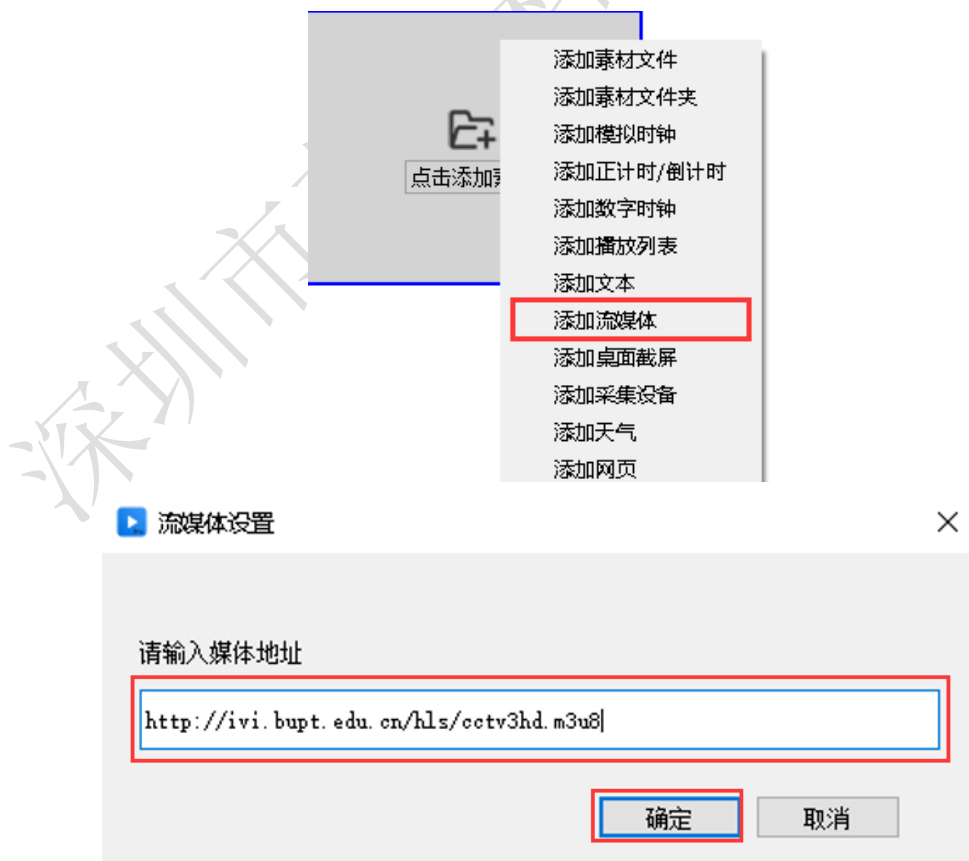 添加素材文件
添加素材文件夹
添加模拟时钟
点击添加
添加正计时/倒计时
添加数字时钟
添加播放列表
添加文本
添加流媒体
添加桌面截屏
添加采集设备
添加天气
添加网页
深圳市
流媒体设置
请输入媒体地址
http://ivi.bupt.edu.cn/hls/cctv3hd.m3u8
确定
取消